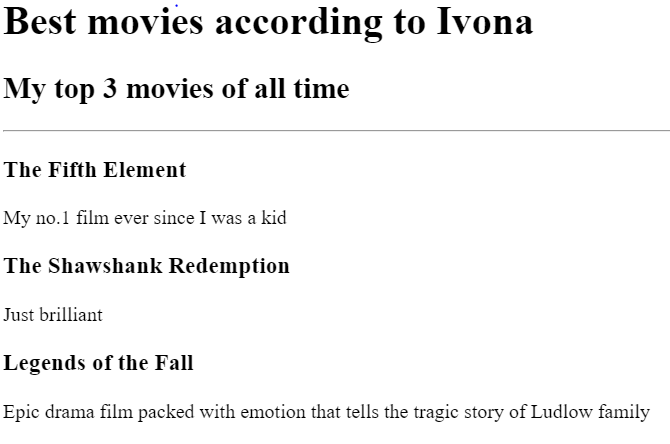 Best movies according to Ivona
My top 3 movies of all time
The Fifth Element
My no.1 film ever since I was a kid
The Shawshank Redemption
Just brilliant
Legends of the Fall
Epic drama film packed with emotion that tells the tragic story of Ludlow family